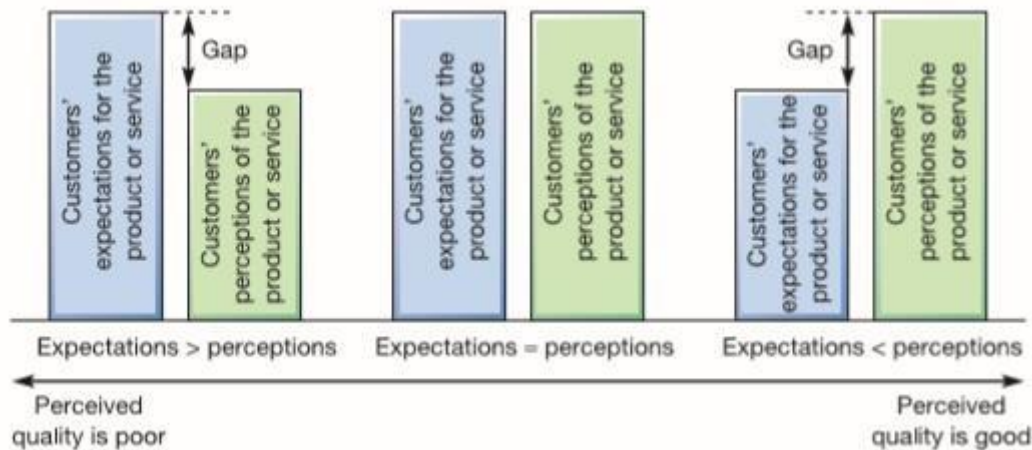 Customers'
expectations for the
product or service
Gap
Customers'
perceptions of the
product or service
Customers'
expectations for the
product or service
Customers'
perceptions of the
product or service
Customers'
expectations for the
product or service
Gap
Customers'
perceptions of the
product or service
Expectations > perceptions
Expectations = perceptions
Expectations < perceptions
Perceived
quality is poor
Perceived
quality is good